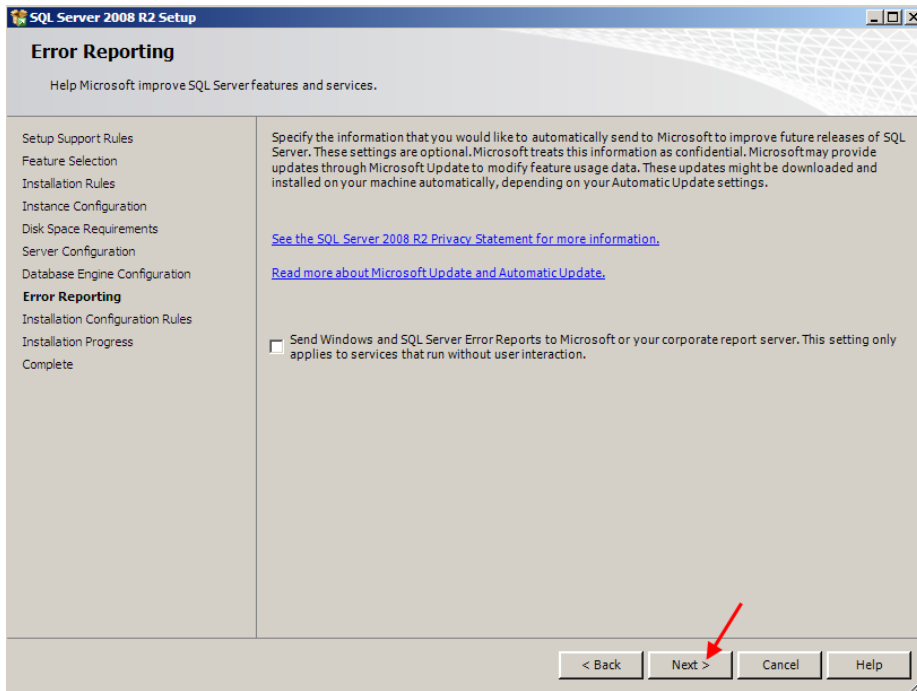 SQL Server 2008 R2 Setup
Error Reporting
Help Microsoft improve SQL Server features and services.
Setup Support Rules
Feature Selection
Installation Rules
Instance Configuration
Disk Space Requirements
Server Configuration
Database Engine Configuration
Error Reporting
Installation Configuration Rules
Installation Progress
Complete
Specify the information that you would like to automatically send to Microsoft to improve future releases of SQL
Server. These settings are optional. Microsoft treats this information as confidential. Microsoft may provide
updates through Microsoft Update to modify feature usage data. These updates might be downloaded and
installed on your machine automatically, depending on your Automatic Update settings.
See the SQL Server 2008 R2 Privacy Statement for more information.
Read more about Microsoft Update and Automatic Update.
Send Windows and SQL Server Error Reports to Microsoft or your corporate report server. This setting only
applies to services that run without user interaction.
< Back
Next >
Cancel
Help